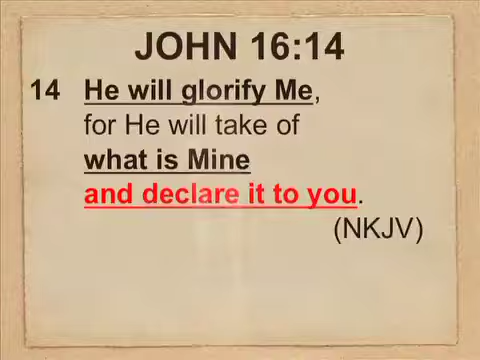 JOHN 16:14
14 He will glorify Me,
for He will take of
what is Mine
and declare it to you.
(NKJV)